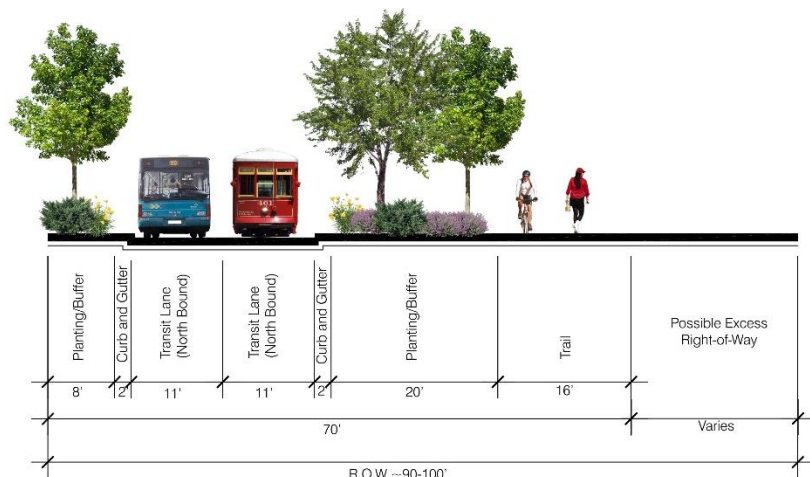 401
Planting/Buffer
Curb and Gutter
Transit Lane
(North Bound)
Transit Lane
(North Bound)
Curb and Gutter
Planting/Buffer
Trail
Possible Excess
Right-of-Way
8'
2'
11'
11'
2'
20'
16'
70'
Varies
R.O.W. ~90-100'